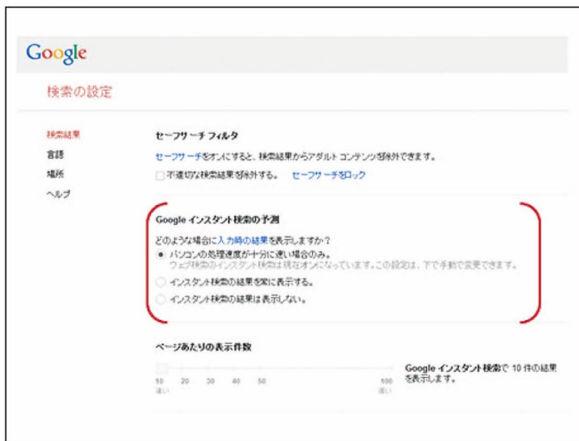 Google
検索の設定
検索結果
言語
場所
ヘルプ
セーフサーチ フィルタ
セーフサーチをオンにすると、検索結果からアダルト コンテンツを除外できます。
不適切な検索結果を除外する。 セーフサーチをロック
Google インスタント検索の予測
どのような場合に入力時の結果を表示しますか？
パソコンの処理速度が十分に速い場合のみ。
ウェブ検索のインスタント検索は現在オンになっています。この設定は、下で手動で変更できます。
インスタント検索の結果を常に表示する。
インスタント検索の結果は表示しない。
ページあたりの表示件数
10 20 30 40 50 100
速い 遅い
Google インスタント検索で 10 件の結果
を表示します。